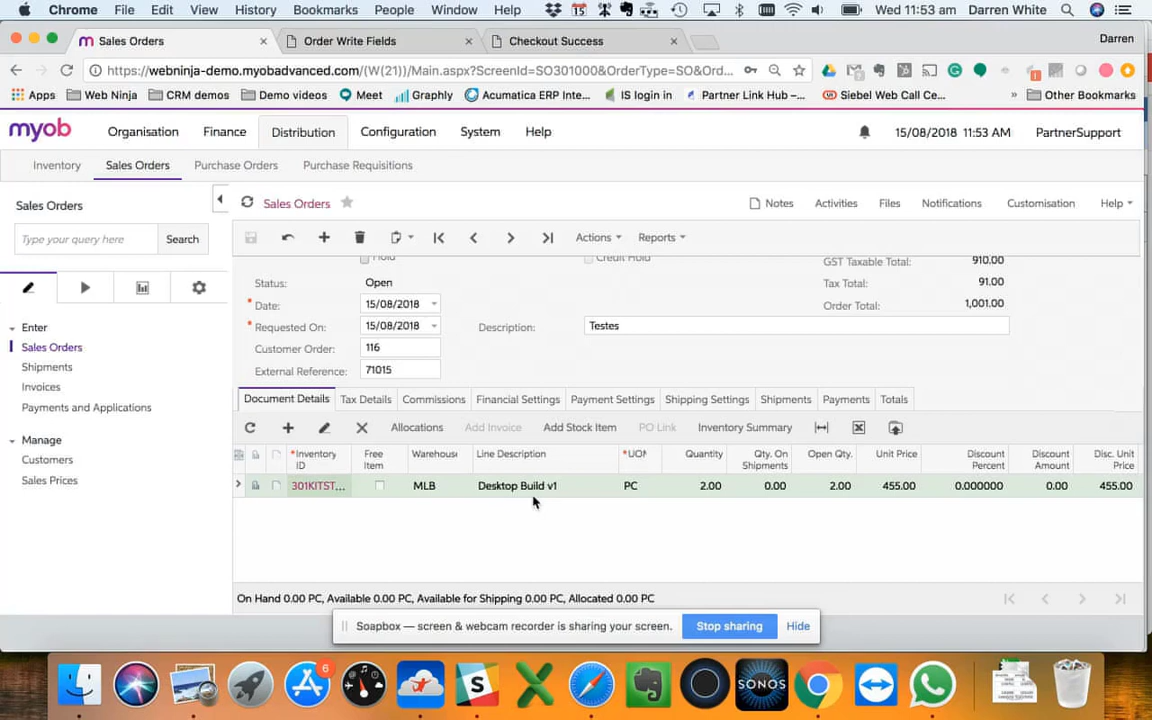 Chrome File Edit View History Bookmarks People Window Help Wed 11:53 am Darren White
Sales Orders Order Write Fields Checkout Success Darren
https://webninja-demo.myobadvanced.com/(W(21))/Main.aspx?ScreenId=SO301000&OrderType=SO&Ord...
Apps Web Ninja CRM demos Demo videos Meet Graphly Acumatica ERP Inte... IS login in Partner Link Hub –... Siebel Web Call Ce... » Other Bookmarks
myob Organisation Finance Distribution Configuration System Help 15/08/2018 11:53 AM PartnerSupport
Inventory Sales Orders Purchase Orders Purchase Requisitions
Sales Orders
Type your query here Search
Enter
Sales Orders
Shipments
Invoices
Payments and Applications
Manage
Customers
Sales Prices
Sales Orders Notes Activities Files Notifications Customisation Help
Actions Reports
Hold Credit Hold GST Taxable Total: 910.00
Status: Open Tax Total: 91.00
* Date: 15/08/2018 Order Total: 1,001.00
* Requested On: 15/08/2018 Description: Testes
Customer Order: 116
External Reference: 71015
Document Details Tax Details Commissions Financial Settings Payment Settings Shipping Settings Shipments Payments Totals
Allocations Add Invoice Add Stock Item PO Link Inventory Summary
*Inventory ID Free Item Warehouse Line Description *UOM Quantity Qty. On Shipments Open Qty. Unit Price Discount Percent Discount Amount Disc. Unit Price
301KITST... MLB Desktop Build v1 PC 2.00 0.00 2.00 455.00 0.000000 0.00 455.00
On Hand 0.00 PC, Available 0.00 PC, Available for Shipping 0.00 PC, Allocated 0.00 PC
Soapbox — screen & webcam recorder is sharing your screen. Stop sharing Hide
6
SONOS